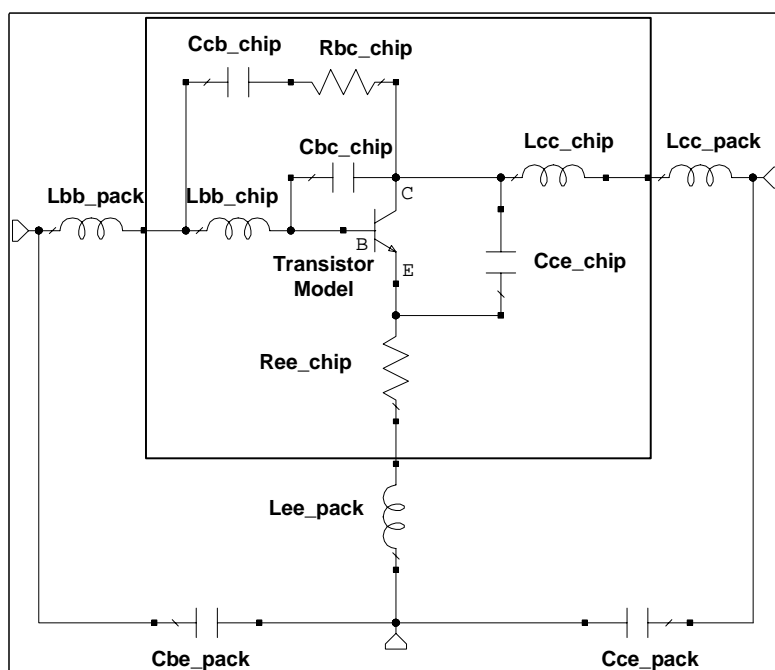 Ccb_chip
Rbc_chip
Cbc_chip
Lcc_chip
Lcc_pack
Lbb_pack
Lbb_chip
C
B
E
Transistor
Model
Cce_chip
Ree_chip
Lee_pack
Cbe_pack
Cce_pack